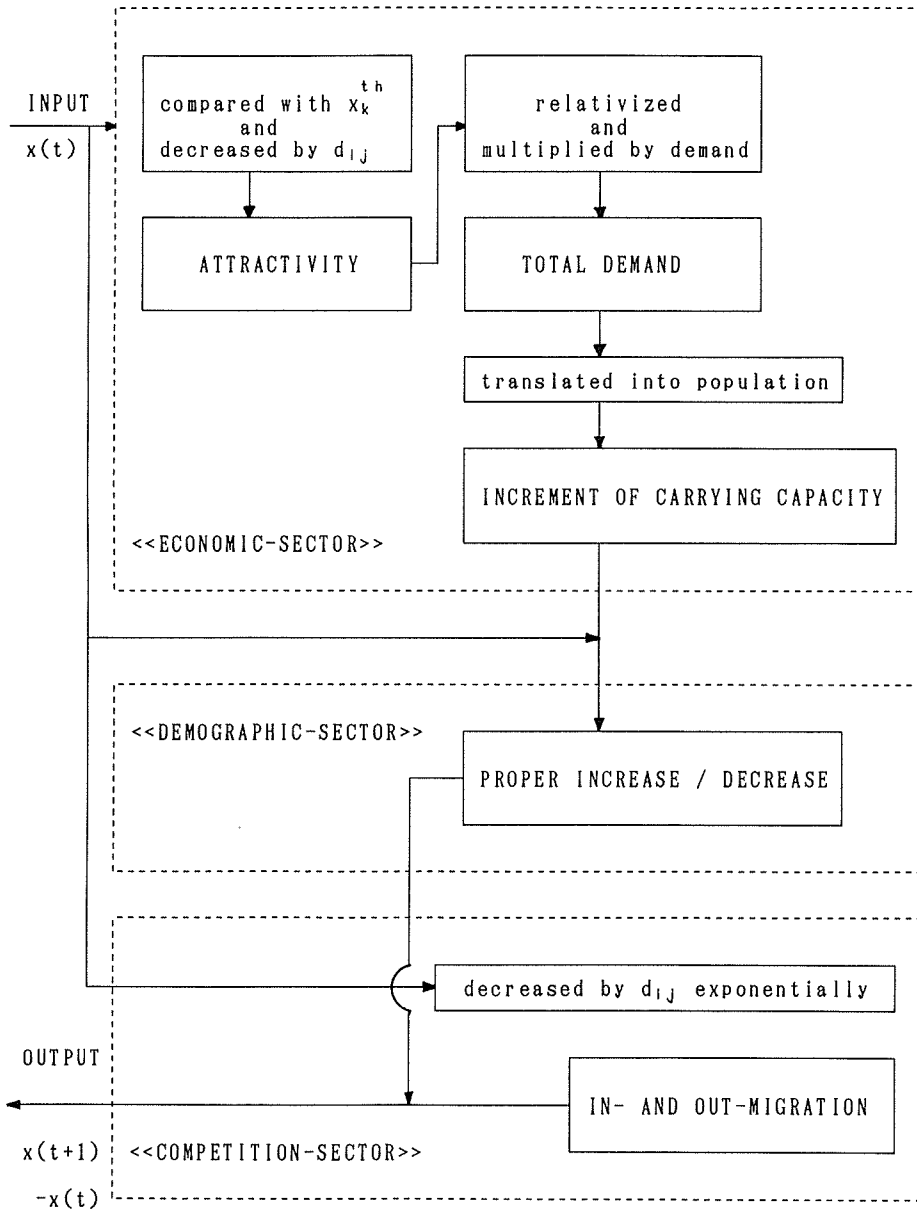 INPUT
x(t)
compared with x_k^th
and
decreased by d_ij
ATTRACTIVITY
relativized
and
multiplied by demand
TOTAL DEMAND
translated into population
INCREMENT OF CARRYING CAPACITY
<<ECONOMIC-SECTOR>>
<<DEMOGRAPHIC-SECTOR>>
PROPER INCREASE / DECREASE
decreased by d_ij exponentially
OUTPUT
IN- AND OUT-MIGRATION
x(t+1)
-x(t)
<<COMPETITION-SECTOR>>